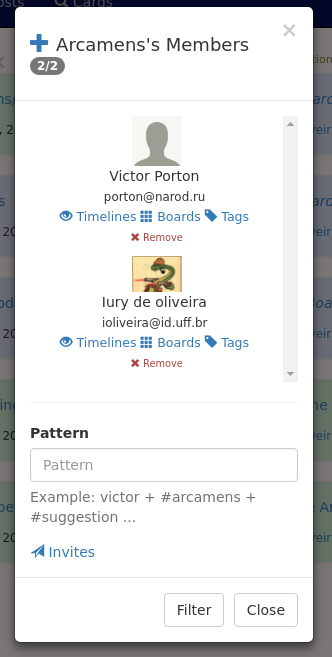 Cards
×
Arcamens's Members
2/2
Victor Porton
porton@narod.ru
Timelines Boards Tags
Remove
Iury de oliveira
ioliveira@id.uff.br
Timelines Boards Tags
Remove
Pattern
Pattern
Example: victor + #arcamens +
#suggestion ...
Invites
Filter Close